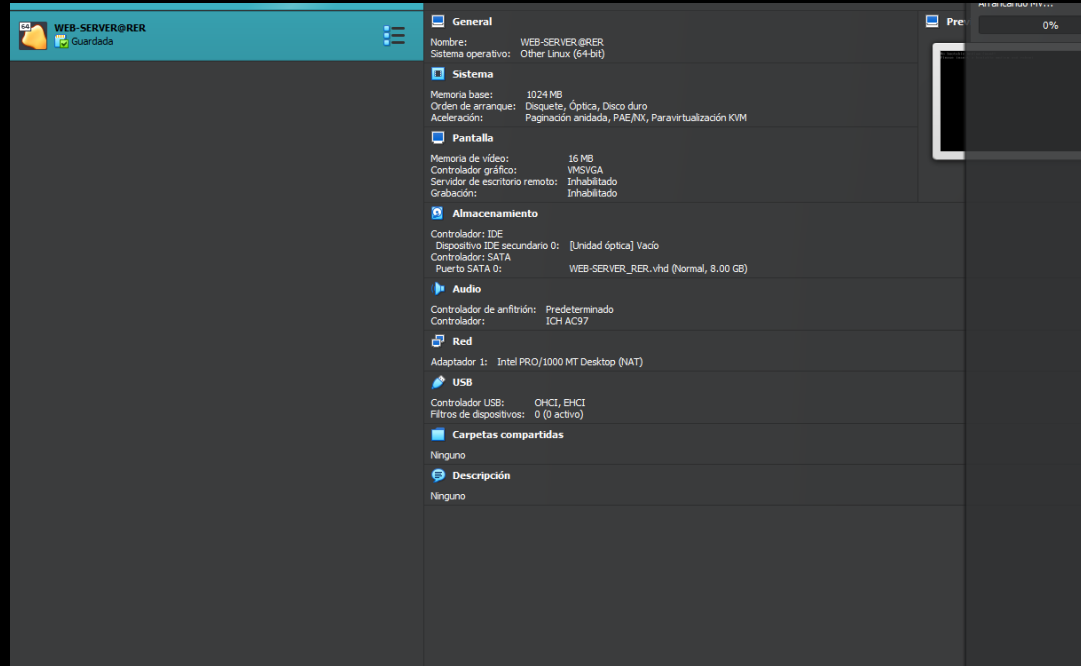 64
WEB-SERVER@RER
Guardada
General
Nombre: WEB-SERVER@RER
Sistema operativo: Other Linux (64-bit)
Sistema
Memoria base: 1024 MB
Orden de arranque: Disquete, Óptica, Disco duro
Aceleración: Paginación anidada, PAE/NX, Paravirtualización KVM
Pantalla
Memoria de vídeo: 16 MB
Controlador gráfico: VMSVGA
Servidor de escritorio remoto: Inhabilitado
Grabación: Inhabilitado
Almacenamiento
Controlador: IDE
Dispositivo IDE secundario 0: [Unidad óptica] Vacío
Controlador: SATA
Puerto SATA 0: WEB-SERVER_RER.vhd (Normal, 8.00 GB)
Audio
Controlador de anfitrión: Predeterminado
Controlador: ICH AC97
Red
Adaptador 1: Intel PRO/1000 MT Desktop (NAT)
USB
Controlador USB: OHCI, EHCI
Filtros de dispositivos: 0 (0 activo)
Carpetas compartidas
Ninguno
Descripción
Ninguno
Prev
Arrancando MV...
0%